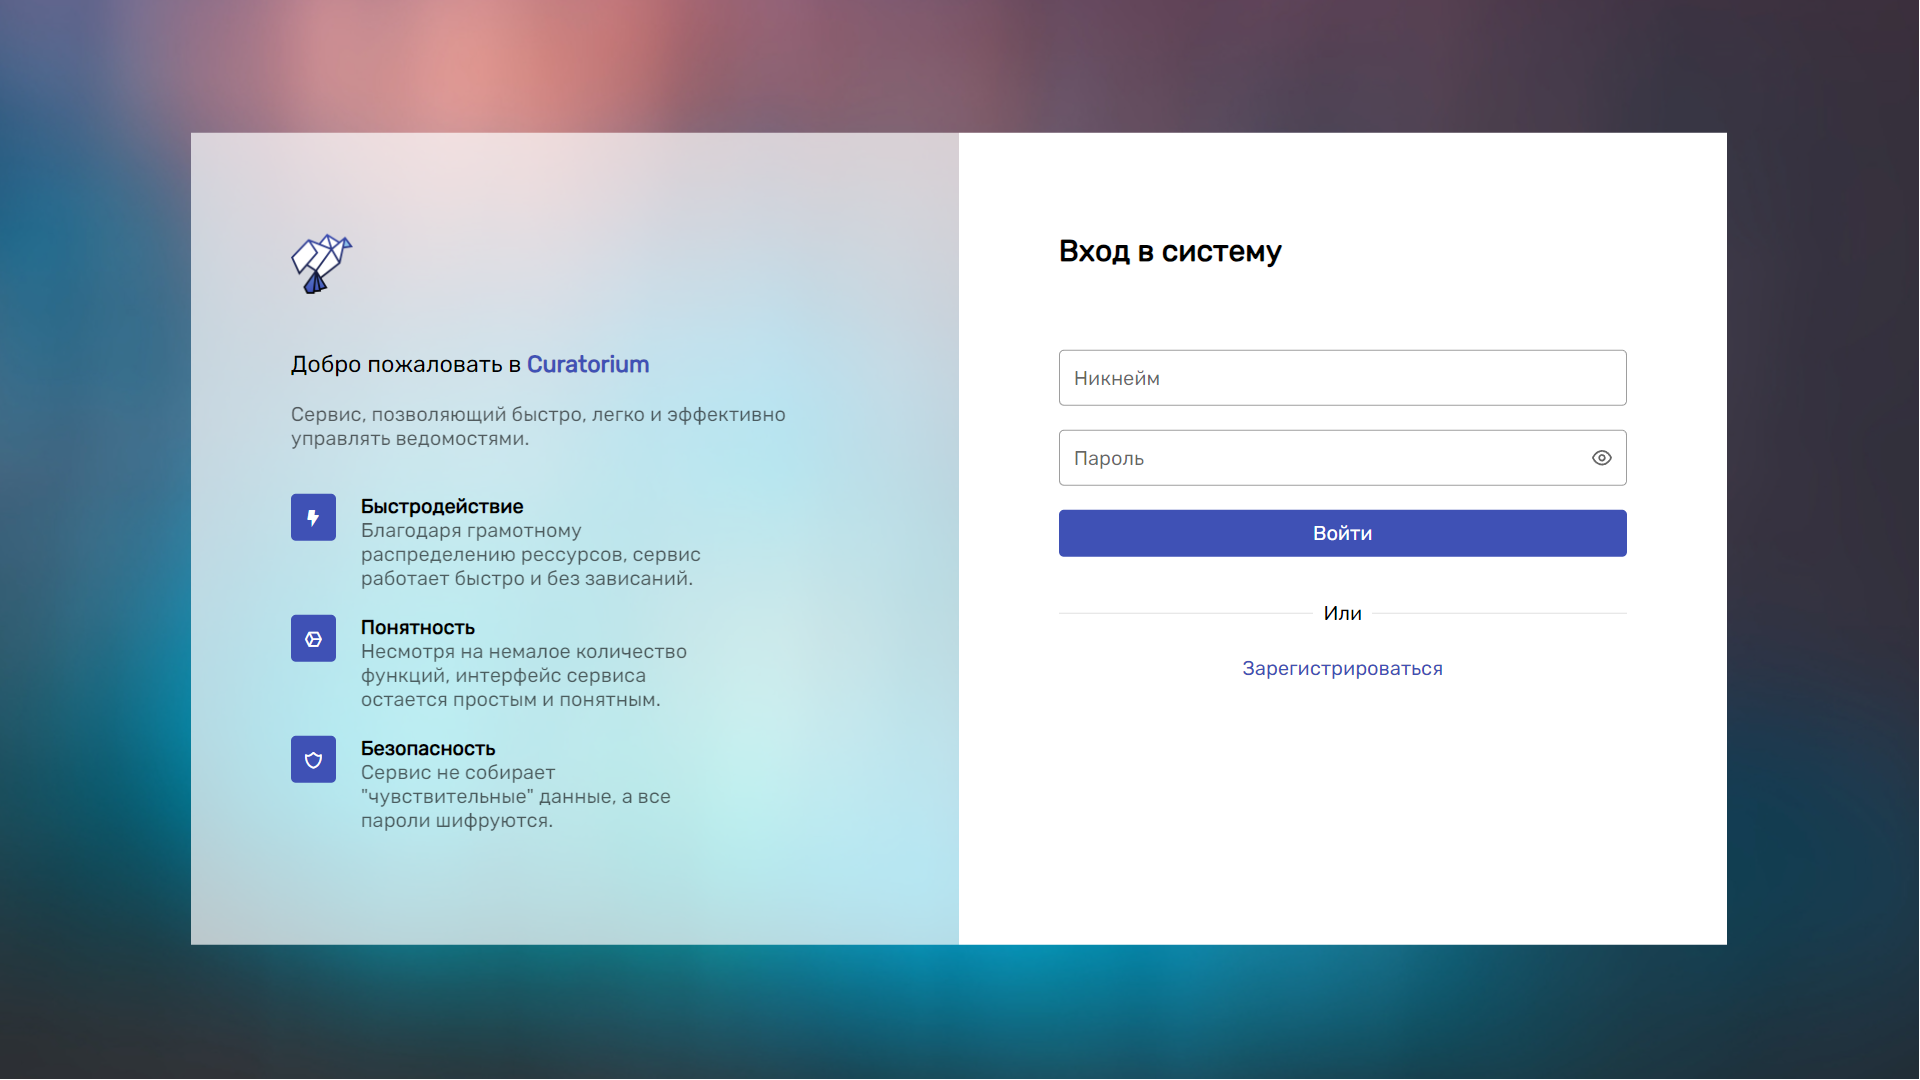 Добро пожаловать в Curatorium
Сервис, позволяющий быстро, легко и эффективно
управлять ведомостями.
Быстродействие
Благодаря грамотному
распределению рессурсов, сервис
работает быстро и без зависаний.
Понятность
Несмотря на немалое количество
функций, интерфейс сервиса
остается простым и понятным.
Безопасность
Сервис не собирает
"чувствительные" данные, а все
пароли шифруются.
Вход в систему
Никнейм
Пароль
Войти
Или
Зарегистрироваться